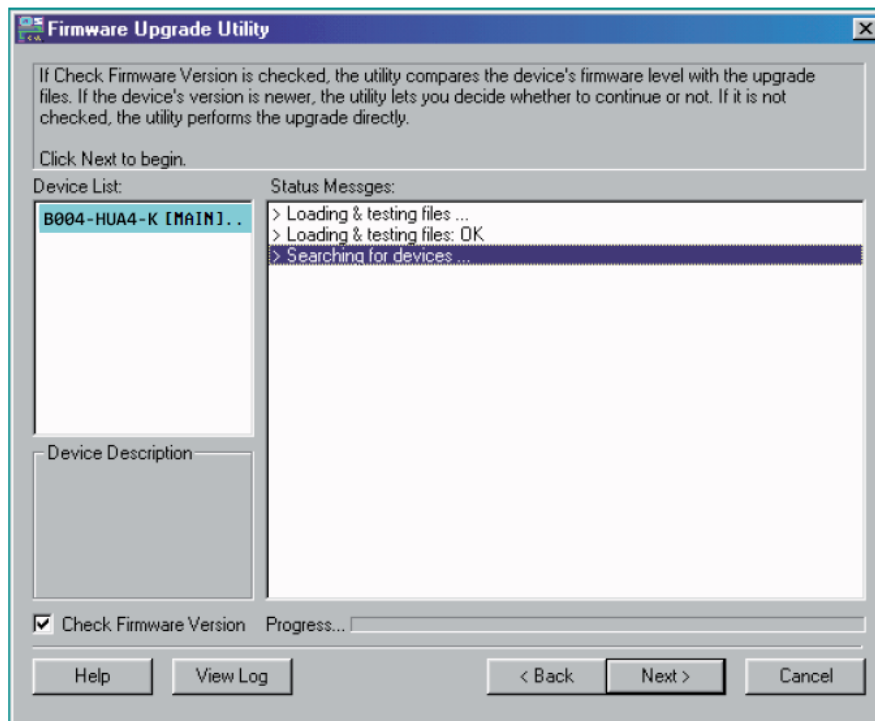 Firmware Upgrade Utility
If Check Firmware Version is checked, the utility compares the device's firmware level with the upgrade
files. If the device's version is newer, the utility lets you decide whether to continue or not. If it is not
checked, the utility performs the upgrade directly.
Click Next to begin.
Device List:
B004-HUA4-K [MAIN]..
Status Messges:
> Loading & testing files ...
> Loading & testing files: OK
> Searching for devices ...
Device Description
Check Firmware Version
Progress...
Help
View Log
< Back
Next >
Cancel